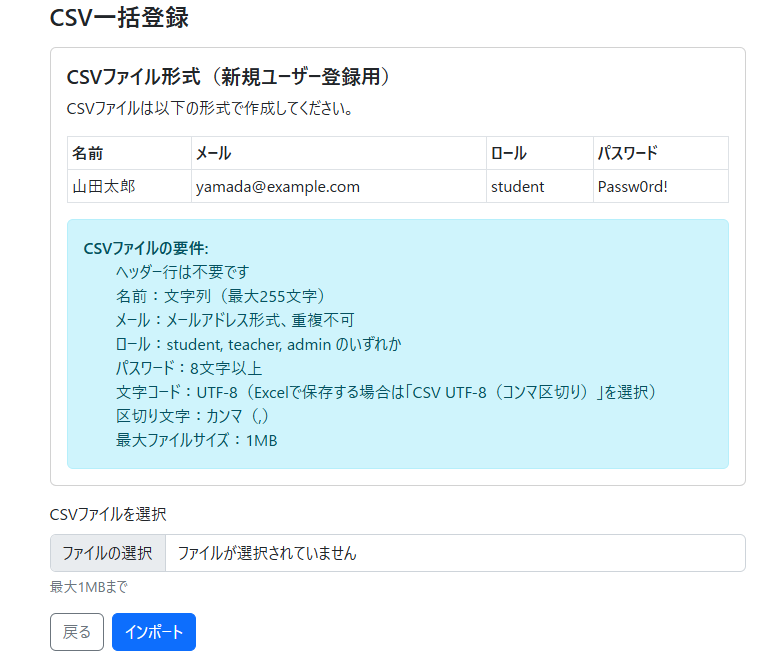 CSV一括登録
CSVファイル形式（新規ユーザー登録用）
CSVファイルは以下の形式で作成してください。
名前 メール ロール パスワード
山田太郎 yamada@example.com student Passw0rd!
CSVファイルの要件:
ヘッダー行は不要です
名前：文字列（最大255文字）
メール：メールアドレス形式、重複不可
ロール：student, teacher, admin のいずれか
パスワード：8文字以上
文字コード：UTF-8（Excelで保存する場合は「CSV UTF-8（コンマ区切り）」を選択）
区切り文字：カンマ（,）
最大ファイルサイズ：1MB
CSVファイルを選択
ファイルの選択 ファイルが選択されていません
最大1MBまで
戻る インポート